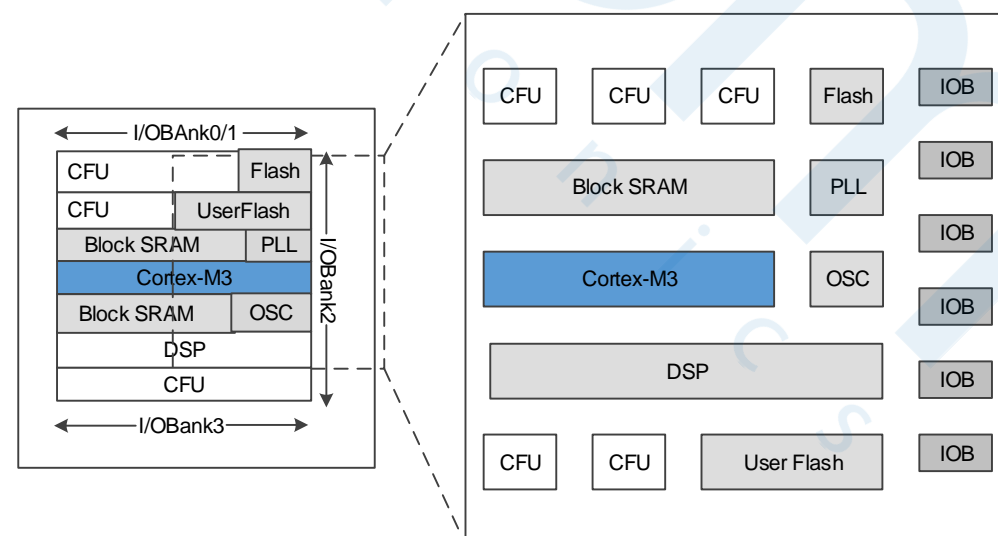 I/OBAnk0/1
CFU
Flash
CFU
UserFlash
Block SRAM
PLL
Cortex-M3
Block SRAM
OSC
DSP
CFU
I/OBank2
I/OBank3
CFU CFU CFU Flash IOB
Block SRAM PLL IOB
IOB
Cortex-M3 OSC IOB
DSP IOB
CFU CFU User Flash IOB